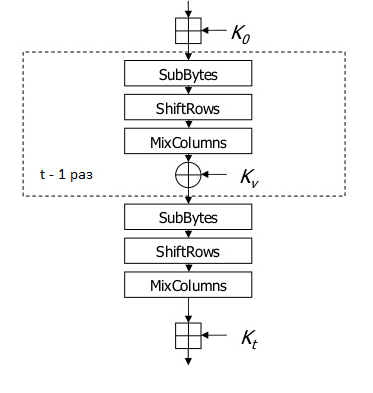 K0
SubBytes
ShiftRows
MixColumns
t - 1 раз
Kv
SubBytes
ShiftRows
MixColumns
Kt